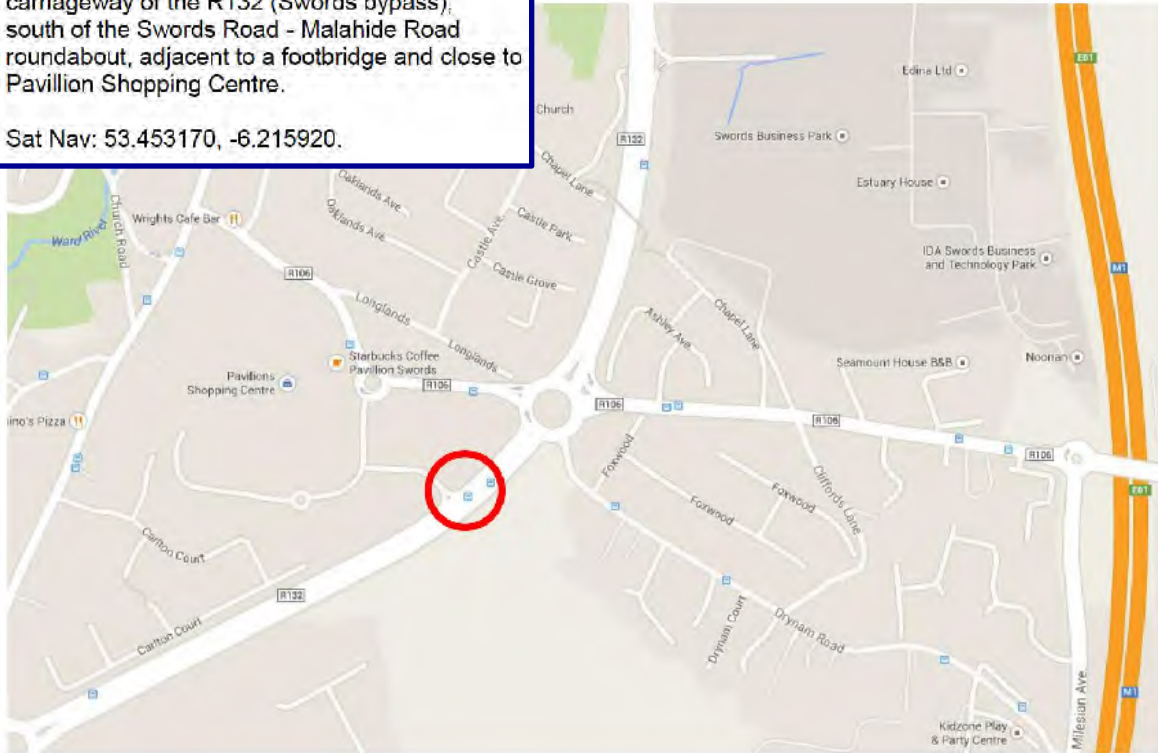 carriageway of the R132 (Swords bypass),
south of the Swords Road - Malahide Road
roundabout, adjacent to a footbridge and close to
Pavillion Shopping Centre.
Sat Nav: 53.453170, -6.215920.
E01
Edina Ltd
Church
R132
Swords Business Park
Chapel Lane
Oaklands Ave
Estuary House
Church Road
Wrights Cafe Bar
Oaklands Ave
Castle Ave
Castle Park
Ward River
IDA Swords Business
and Technology Park
M1
R106
Castle Grove
Longlands
Chapel Lane
Ashley Ave
Longlands
Starbucks Coffee
Pavillion Swords
Seamount House B&B
Noonan
Pavilions
Shopping Centre
R106
R106
R106
ino's Pizza
R106
Foxwood
Cliffords Lane
Foxwood
Foxwood
E01
Carlton Court
R132
Drynam Court
Drynam Road
Carlton Court
M1
Milesian Ave
Kidzone Play
& Party Centre